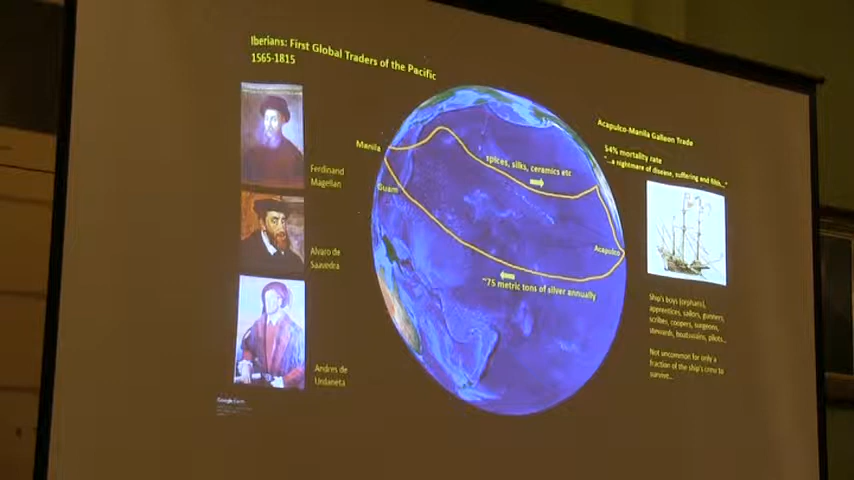 Iberians: First Global Traders of the Pacific
1565-1815
Ferdinand
Magellan
Alvaro de
Saavedra
Andres de
Urdaneta
Google Earth
Manila
Guam
spices, silks, ceramics etc
Acapulco
~75 metric tons of silver annually
Acapulco-Manila Galleon Trade
54% mortality rate
"...a nightmare of disease, suffering and filth..."
Ship's boys (orphans),
apprentices, sailors, gunners,
scribes, coopers, surgeons,
stewards, boatswains, pilots...
Not uncommon for only a
fraction of the ship's crew to
survive...